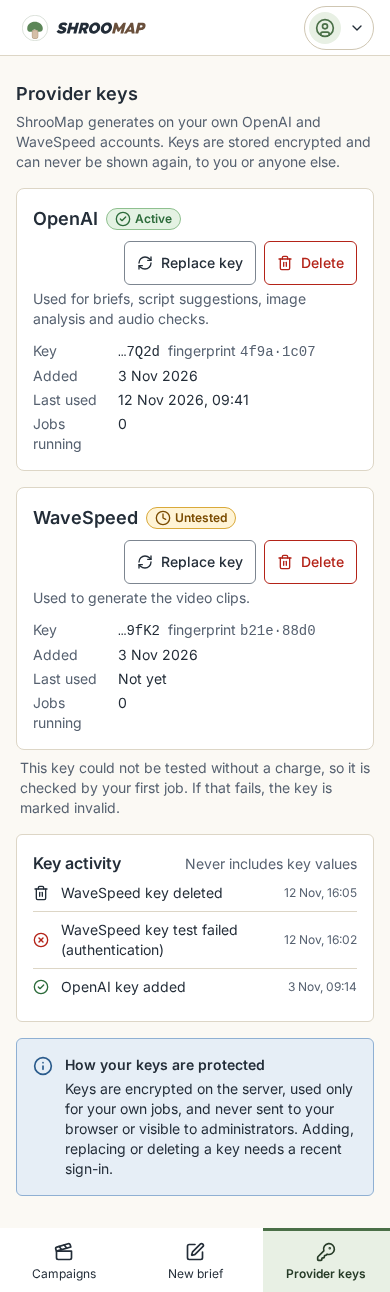 SHROOMAP
Provider keys
ShrooMap generates on your own OpenAI and
WaveSpeed accounts. Keys are stored encrypted and
can never be shown again, to you or anyone else.
OpenAI Active
Replace key Delete
Used for briefs, script suggestions, image
analysis and audio checks.
Key …7Q2d fingerprint 4f9a·1c07
Added 3 Nov 2026
Last used 12 Nov 2026, 09:41
Jobs running 0
WaveSpeed Untested
Replace key Delete
Used to generate the video clips.
Key …9fK2 fingerprint b21e·88d0
Added 3 Nov 2026
Last used Not yet
Jobs running 0
This key could not be tested without a charge, so it is
checked by your first job. If that fails, the key is
marked invalid.
Key activity Never includes key values
WaveSpeed key deleted 12 Nov, 16:05
WaveSpeed key test failed
(authentication) 12 Nov, 16:02
OpenAI key added 3 Nov, 09:14
How your keys are protected
Keys are encrypted on the server, used only
for your own jobs, and never sent to your
browser or visible to administrators. Adding,
replacing or deleting a key needs a recent
sign-in.
Campaigns New brief Provider keys